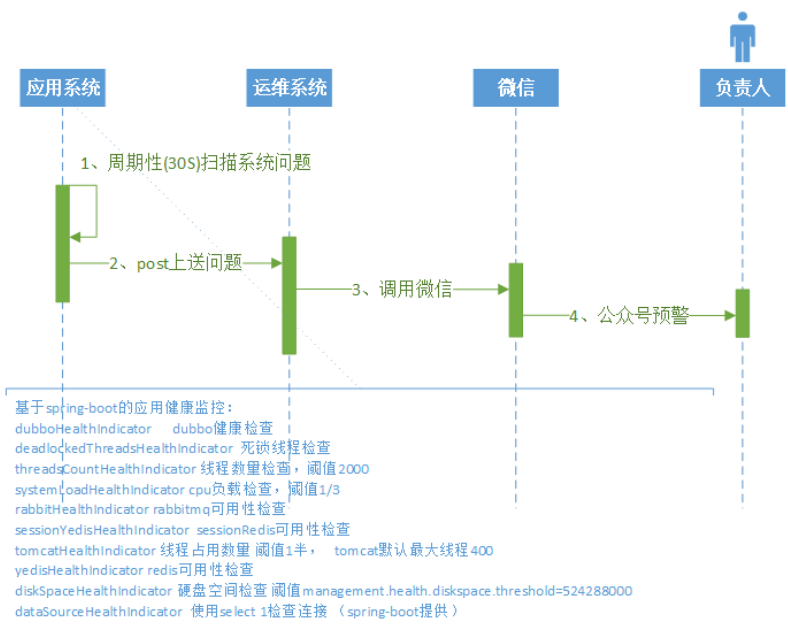 应用系统
运维系统
微信
负责人
1、周期性(30S)扫描系统问题
2、post上送问题
3、调用微信
4、公众号预警
基于spring-boot的应用健康监控：
dubboHealthIndicator dubbo健康检查
deadlockedThreadsHealthIndicator 死锁线程检查
threadsCountHealthIndicator 线程数量检查，阈值2000
systemLoadHealthIndicator cpu负载检查，阈值1/3
rabbitHealthIndicator rabbitmq可用性检查
sessionYedisHealthIndicator sessionRedis可用性检查
tomcatHealthIndicator 线程占用数量 阈值1半， tomcat默认最大线程400
yedisHealthIndicator redis可用性检查
diskSpaceHealthIndicator 硬盘空间检查 阈值management.health.diskspace.threshold=524288000
dataSourceHealthIndicator 使用select 1检查连接 （spring-boot提供）